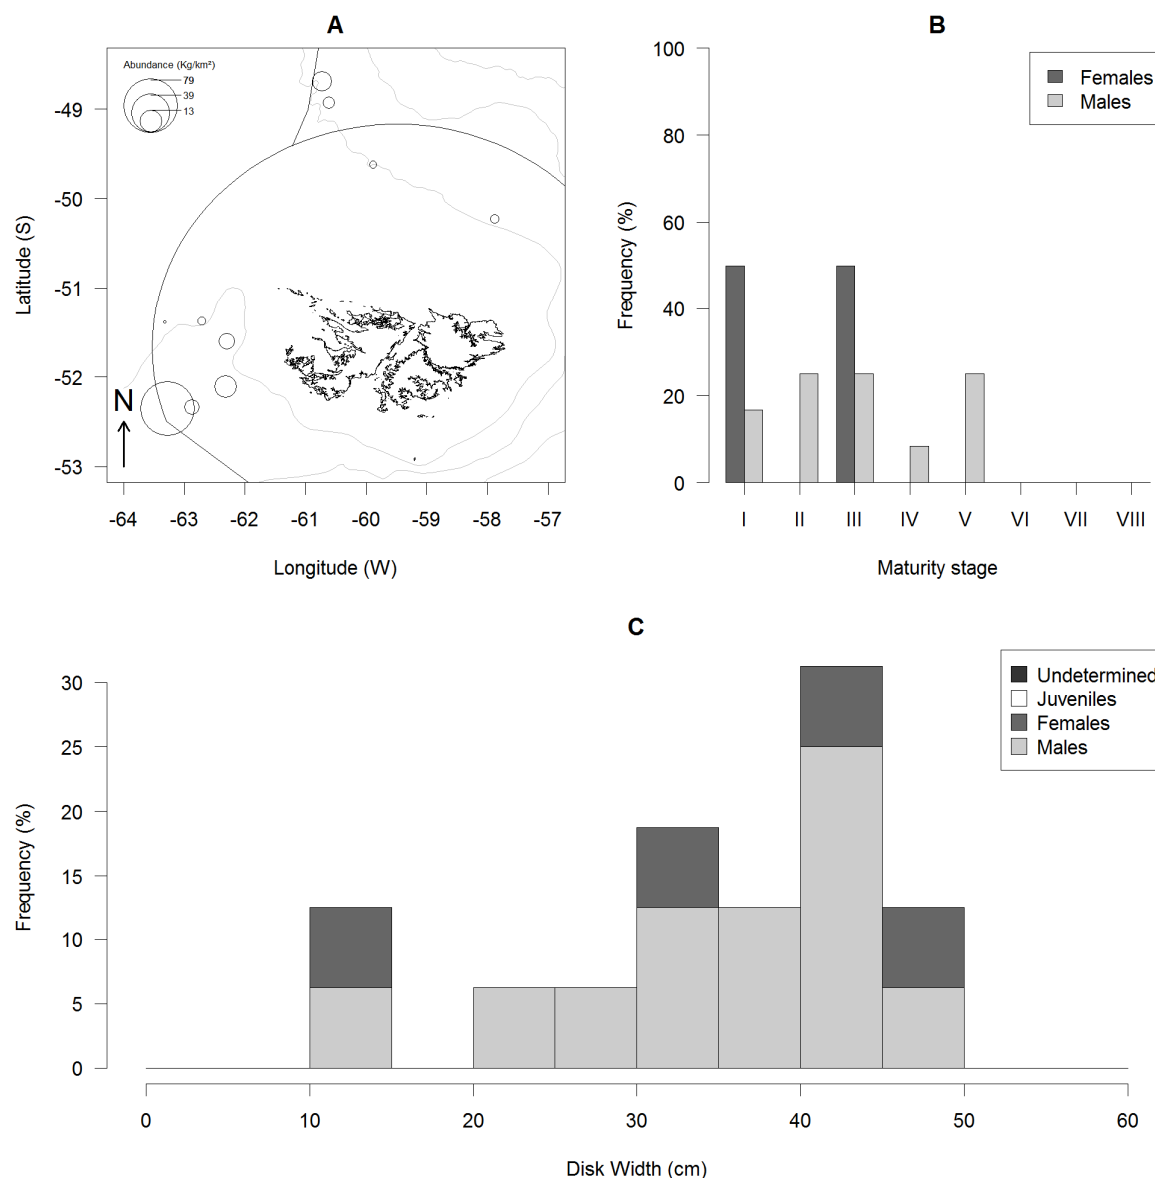 A
Abundance (Kg/km²)
79
39
13
-49
-50
-51
-52
-53
Latitude (S)
N
-64 -63 -62 -61 -60 -59 -58 -57
Longitude (W)
B
100
80
60
40
20
0
Frequency (%)
Females
Males
I II III IV V VI VII VIII
Maturity stage
C
30
25
20
15
10
5
0
Frequency (%)
Undetermined
Juveniles
Females
Males
0 10 20 30 40 50 60
Disk Width (cm)